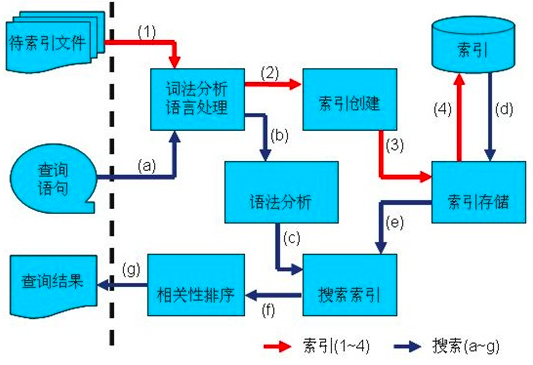 待索引文件
(1)
索引
词法分析
语言处理
(2)
索引创建
(4)
(d)
查询
语句
(a)
(b)
(3)
语法分析
索引存储
(c)
(e)
查询结果
(g)
相关性排序
(f)
搜索索引
索引(1~4)
搜索(a~g)